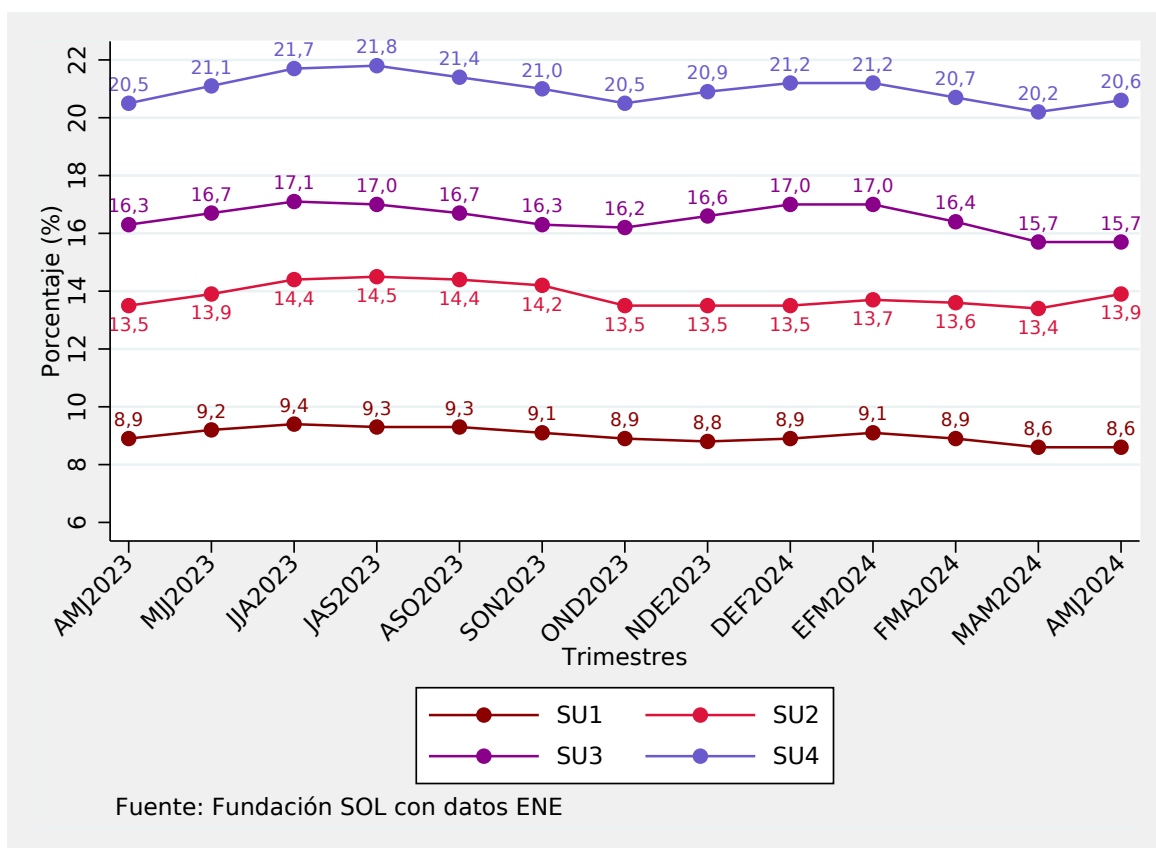 20,5 21,1 21,7 21,8 21,4 21,0 20,5 20,9 21,2 21,2 20,7 20,2 20,6
16,3 16,7 17,1 17,0 16,7 16,3 16,2 16,6 17,0 17,0 16,4 15,7 15,7
13,5 13,9 14,4 14,5 14,4 14,2 13,5 13,5 13,5 13,7 13,6 13,4 13,9
8,9 9,2 9,4 9,3 9,3 9,1 8,9 8,8 8,9 9,1 8,9 8,6 8,6
22
20
18
16
14
12
10
8
6
Porcentaje (%)
AMJ2023 MJJ2023 JJA2023 JAS2023 ASO2023 SON2023 OND2023 NDE2023 DEF2024 EFM2024 FMA2024 MAM2024 AMJ2024
Trimestres
SU1 SU2
SU3 SU4
Fuente: Fundación SOL con datos ENE